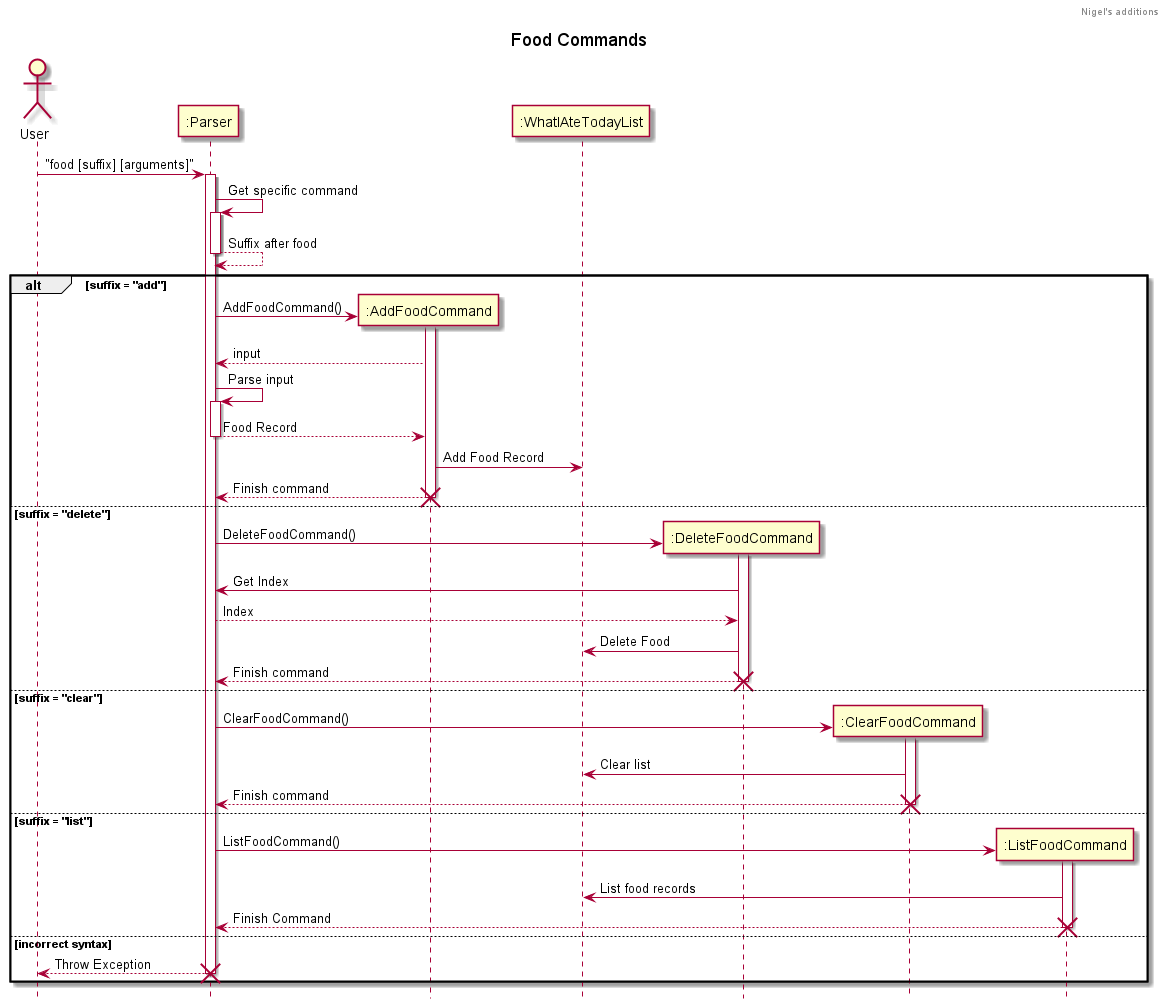 Nigel's additions
Food Commands
User
:Parser
:WhatIAteTodayList
"food [suffix] [arguments]"
Get specific command
Suffix after food
alt
[suffix = "add"]
AddFoodCommand()
:AddFoodCommand
input
Parse input
Food Record
Add Food Record
Finish command
[suffix = "delete"]
DeleteFoodCommand()
:DeleteFoodCommand
Get Index
Index
Delete Food
Finish command
[suffix = "clear"]
ClearFoodCommand()
:ClearFoodCommand
Clear list
Finish command
[suffix = "list"]
ListFoodCommand()
:ListFoodCommand
List food records
Finish Command
[incorrect syntax]
Throw Exception